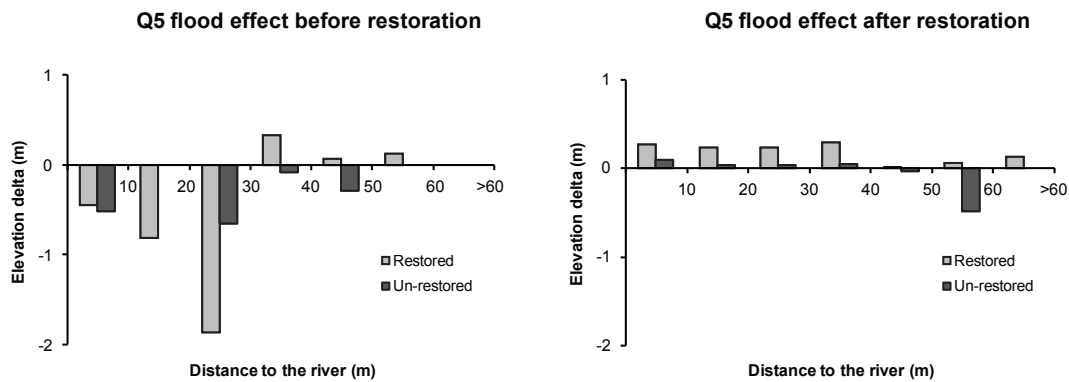 Q5 flood effect before restoration
Elevation delta (m)
1
0
-1
-2
10 20 30 40 50 60 >60
Restored
Un-restored
Distance to the river (m)
Q5 flood effect after restoration
Elevation delta (m)
1
0
-1
-2
10 20 30 40 50 60 >60
Restored
Un-restored
Distance to the river (m)